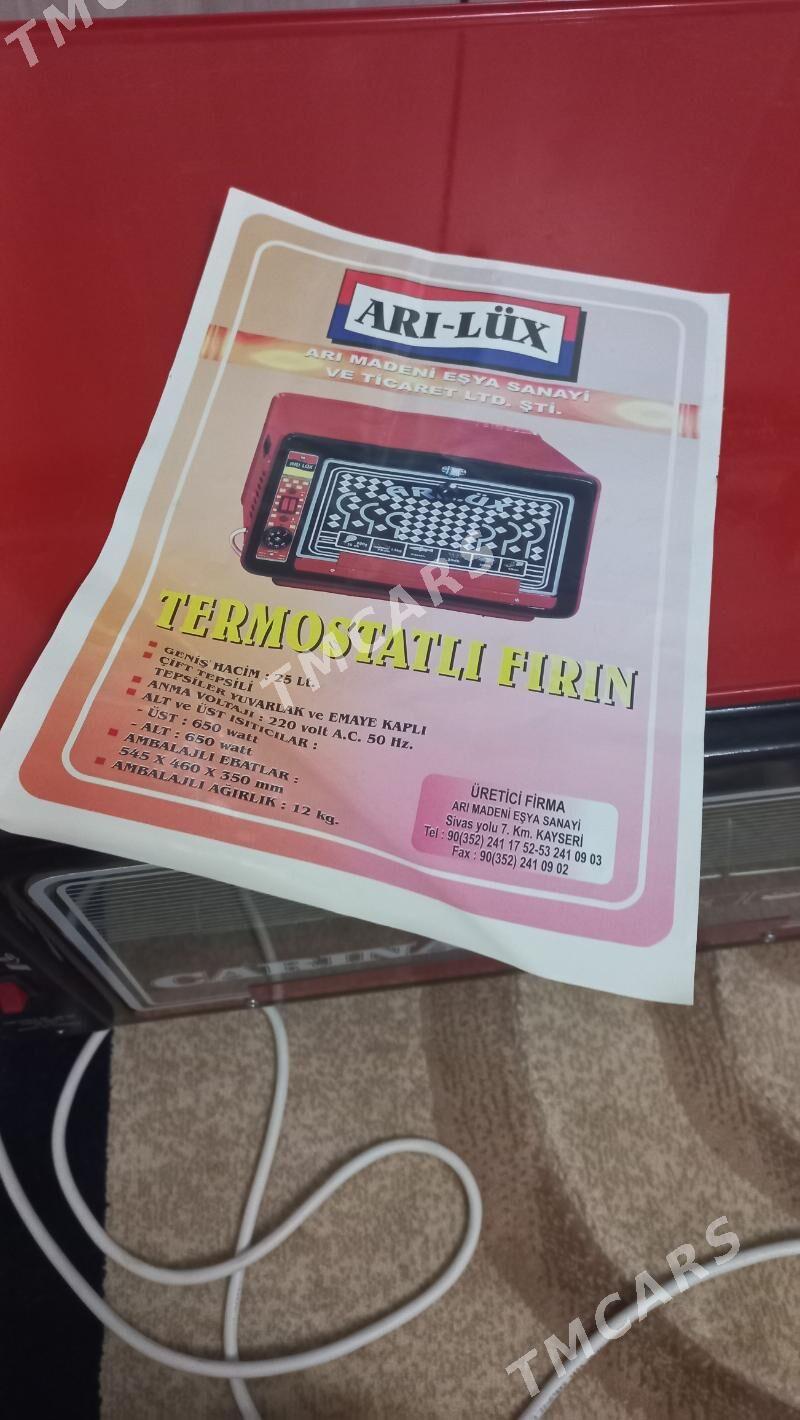 TMCARS
ARI-LÜX
ARI MADENİ EŞYA SANAYİ
VE TİCARET LTD. ŞTİ.
ARI LÜX
ARI-LÜX
TMCARS
TERMOSTATLI FIRIN
GENİŞ HACİM : 25 Lt.
ÇİFT TEPSİLİ
TEPSİLER YUVARLAK ve EMAYE KAPLI
ANMA VOLTAJI : 220 volt A.C. 50 Hz.
ALT ve ÜST ISITICILAR :
- ÜST : 650 watt
- ALT : 650 watt
AMBALAJLI EBATLAR :
545 X 460 X 350 mm
AMBALAJLI AĞIRLIK : 12 kg.
ÜRETİCİ FİRMA
ARI MADENİ EŞYA SANAYİ
Sivas yolu 7. Km. KAYSERİ
Tel : 90(352) 241 17 52-53 241 09 03
Fax : 90(352) 241 09 02
CARINA
TMCARS